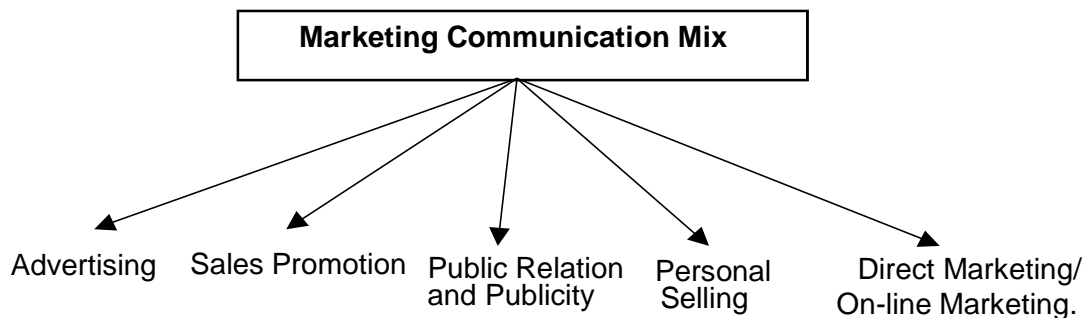 Marketing Communication Mix
Advertising
Sales Promotion
Public Relation
and Publicity
Personal
Selling
Direct Marketing/
On-line Marketing.